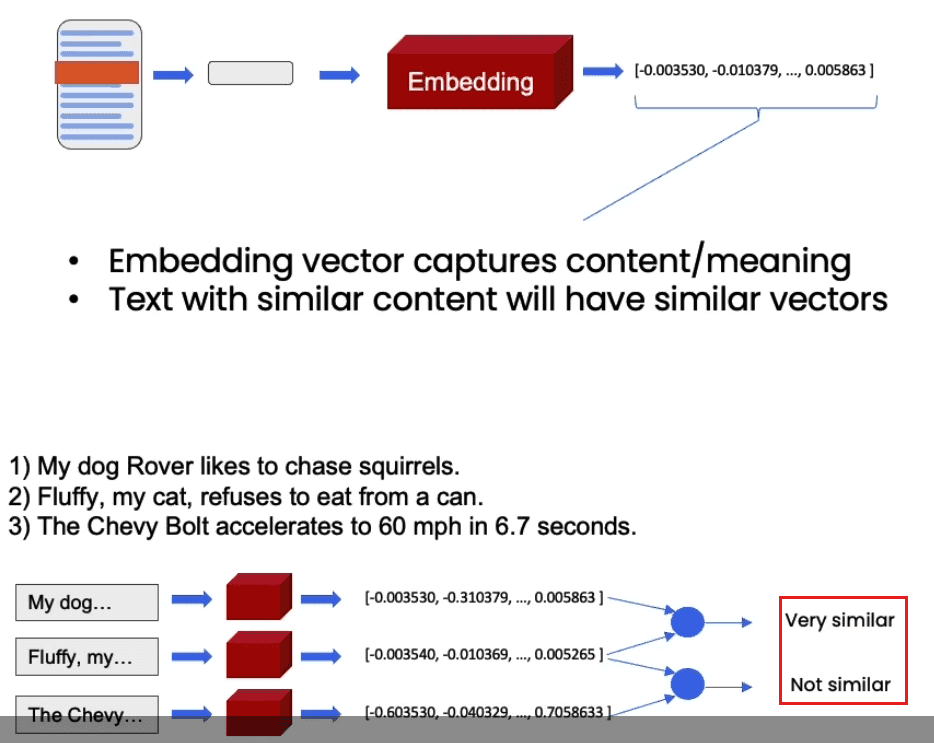 Embedding
[-0.003530, -0.010379, ..., 0.005863 ]
• Embedding vector captures content/meaning
• Text with similar content will have similar vectors
1) My dog Rover likes to chase squirrels.
2) Fluffy, my cat, refuses to eat from a can.
3) The Chevy Bolt accelerates to 60 mph in 6.7 seconds.
My dog...
[-0.003530, -0.310379, ..., 0.005863 ]
Very similar
Fluffy, my...
[-0.003540, -0.010369, ..., 0.005265 ]
Not similar
The Chevy...
[-0.603530, -0.040329, ..., 0.7058633 ]